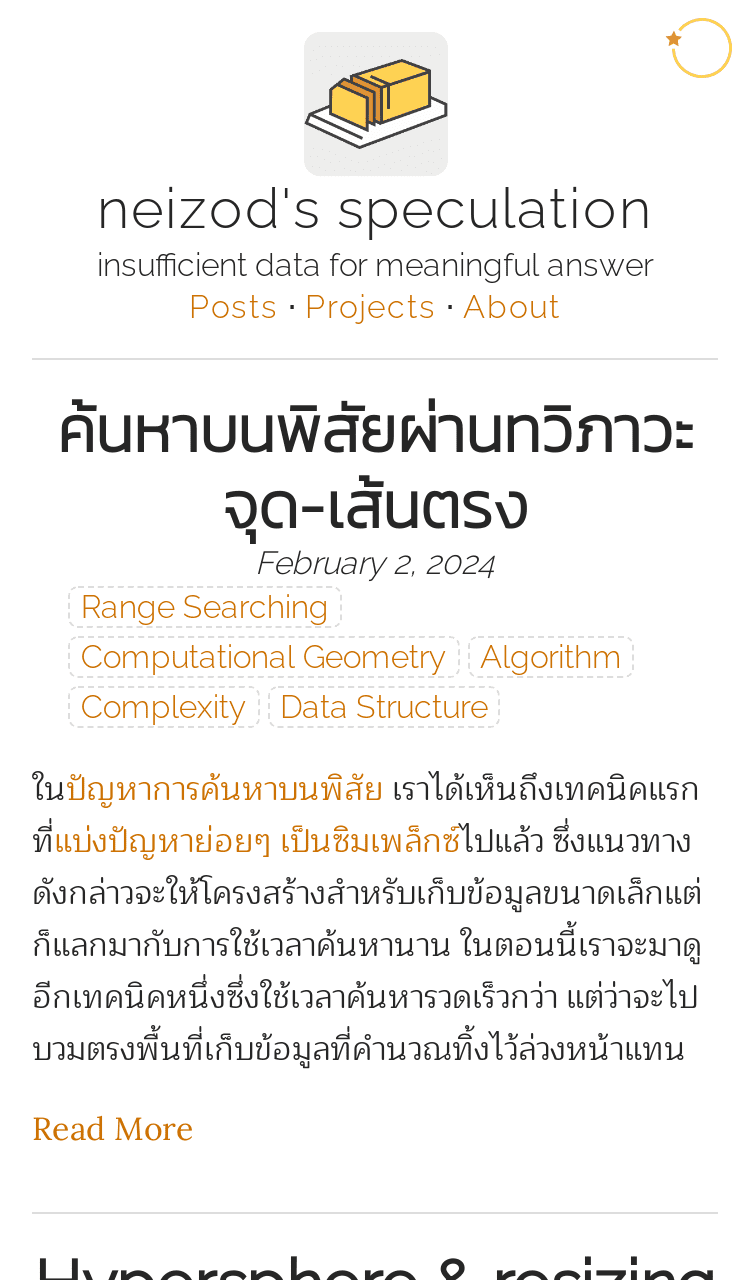 neizod's speculation
insufficient data for meaningful answer
Posts · Projects · About
ค้นหาบนพิสัยผ่านทวิภาวะ
จุด-เส้นตรง
February 2, 2024
Range Searching
Computational Geometry Algorithm
Complexity Data Structure
ในปัญหาการค้นหาบนพิสัย เราได้เห็นถึงเทคนิคแรก
ที่แบ่งปัญหาย่อยๆ เป็นซิมเพล็กซ์ไปแล้ว ซึ่งแนวทาง
ดังกล่าวจะให้โครงสร้างสำหรับเก็บข้อมูลขนาดเล็กแต่
ก็แลกมากับการใช้เวลาค้นหานาน ในตอนนี้เราจะมาดู
อีกเทคนิคหนึ่งซึ่งใช้เวลาค้นหารวดเร็วกว่า แต่ว่าจะไป
บวมตรงพื้นที่เก็บข้อมูลที่คำนวณทิ้งไว้ล่วงหน้าแทน
Read More
Hypersphere & resizing